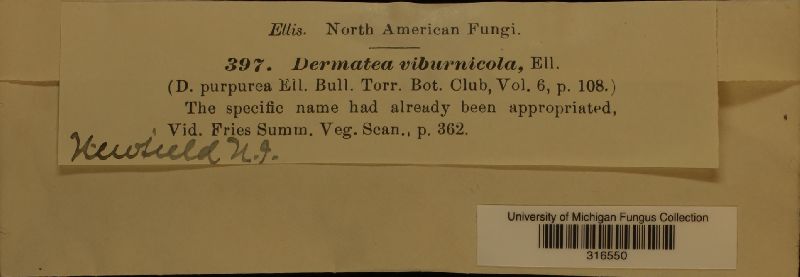 Ellis. North American Fungi.
397. Dermatea viburnicola, Ell.
(D. purpurea Ell. Bull. Torr. Bot. Club, Vol. 6, p. 108.)
The specific name had already been appropriated,
Vid. Fries Summ. Veg. Scan., p. 362.
Newfield N.J.
University of Michigan Fungus Collection
316550